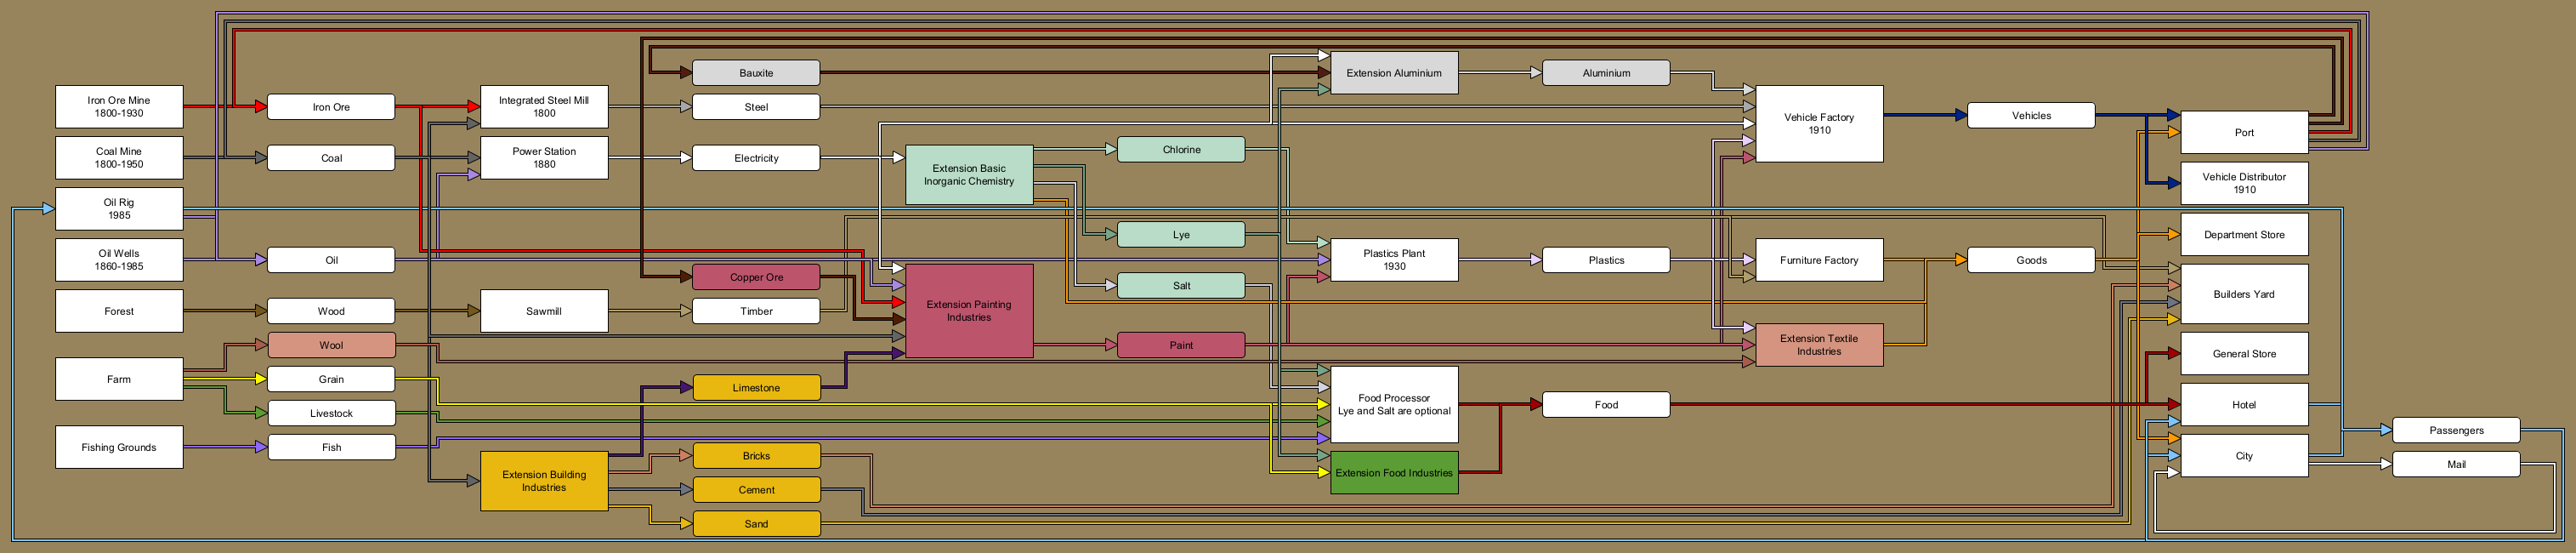 Iron Ore Mine
1800-1930
Coal Mine
1800-1950
Oil Rig
1985
Oil Wells
1860-1985
Forest
Farm
Fishing Grounds
Iron Ore
Coal
Oil
Wood
Wool
Grain
Livestock
Fish
Integrated Steel Mill
1800
Power Station
1880
Sawmill
Extension Building
Industries
Bauxite
Steel
Electricity
Copper Ore
Timber
Limestone
Bricks
Cement
Sand
Extension Basic
Inorganic Chemistry
Extension Painting
Industries
Chlorine
Lye
Salt
Paint
Extension Aluminium
Plastics Plant
1930
Food Processor
Lye and Salt are optional
Extension Food Industries
Aluminium
Plastics
Food
Vehicle Factory
1910
Furniture Factory
Extension Textile
Industries
Vehicles
Goods
Port
Vehicle Distributor
1910
Department Store
Builders Yard
General Store
Hotel
City
Passengers
Mail